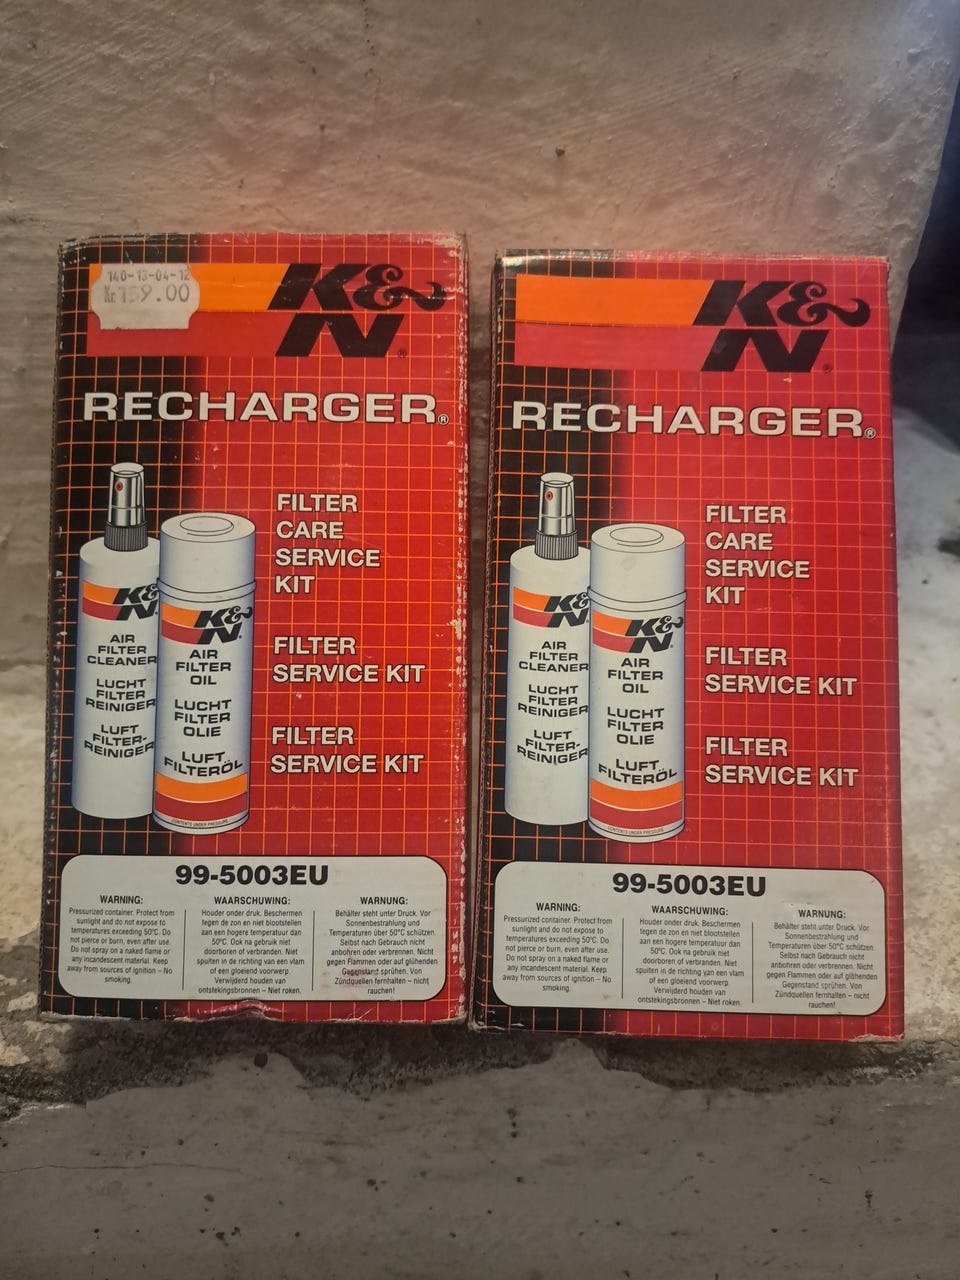 140-13-04-12
Kr 159.00
K&
N®
RECHARGER®
FILTER
CARE
SERVICE
KIT
FILTER
SERVICE KIT
FILTER
SERVICE KIT
K&
N®
AIR
FILTER
CLEANER
LUCHT
FILTER
REINIGER
LUFT
FILTER-
REINIGER
K&
N®
AIR
FILTER
OIL
LUCHT
FILTER
OLIE
LUFT
FILTERÖL
CONTENTS UNDER PRESSURE
99-5003EU
WARNING:
Pressurized container. Protect from
sunlight and do not expose to
temperatures exceeding 50°C. Do
not pierce or burn, even after use.
Do not spray on a naked flame or
any incandescent material. Keep
away from sources of ignition – No
smoking.
WAARSCHUWING:
Houder onder druk. Beschermen
tegen de zon en niet blootstellen
aan een hogere temperatuur dan
50°C. Ook na gebruik niet
doorboren of verbranden. Niet
spuiten in de richting van een vlam
of een gloeiend voorwerp.
Verwijderd houden van
ontstekingsbronnen – Niet roken.
WARNUNG:
Behälter steht unter Druck. Vor
Sonnenbestrahlung und
Temperaturen über 50°C schützen.
Selbst nach Gebrauch nicht
anbohren oder verbrennen. Nicht
gegen Flammen oder auf glühenden
Gegenstand sprühen. Von
Zündquellen fernhalten – nicht
rauchen!
K&
N®
RECHARGER®
FILTER
CARE
SERVICE
KIT
FILTER
SERVICE KIT
FILTER
SERVICE KIT
K&
N
AIR
FILTER
CLEANER
LUCHT
FILTER
REINIGER
LUFT
FILTER-
REINIGER
K&
N®
AIR
FILTER
OIL
LUCHT
FILTER
OLIE
LUFT
FILTERÖL
CONTENTS UNDER PRESSURE
99-5003EU
WARNING:
Pressurized container. Protect from
sunlight and do not expose to
temperatures exceeding 50°C. Do
not pierce or burn, even after use.
Do not spray on a naked flame or
any incandescent material. Keep
away from sources of ignition – No
smoking.
WAARSCHUWING:
Houder onder druk. Beschermen
tegen de zon en niet blootstellen
aan een hogere temperatuur dan
50°C. Ook na gebruik niet
doorboren of verbranden. Niet
spuiten in de richting van een vlam
of een gloeiend voorwerp.
Verwijderd houden van
ontstekingsbronnen – Niet roken.
WARNUNG:
Behälter steht unter Druck. Vor
Sonnenbestrahlung und
Temperaturen über 50°C schützen.
Selbst nach Gebrauch nicht
anbohren oder verbrennen. Nicht
gegen Flammen oder auf glühenden
Gegenstand sprühen. Von
Zündquellen fernhalten – nicht
rauchen!